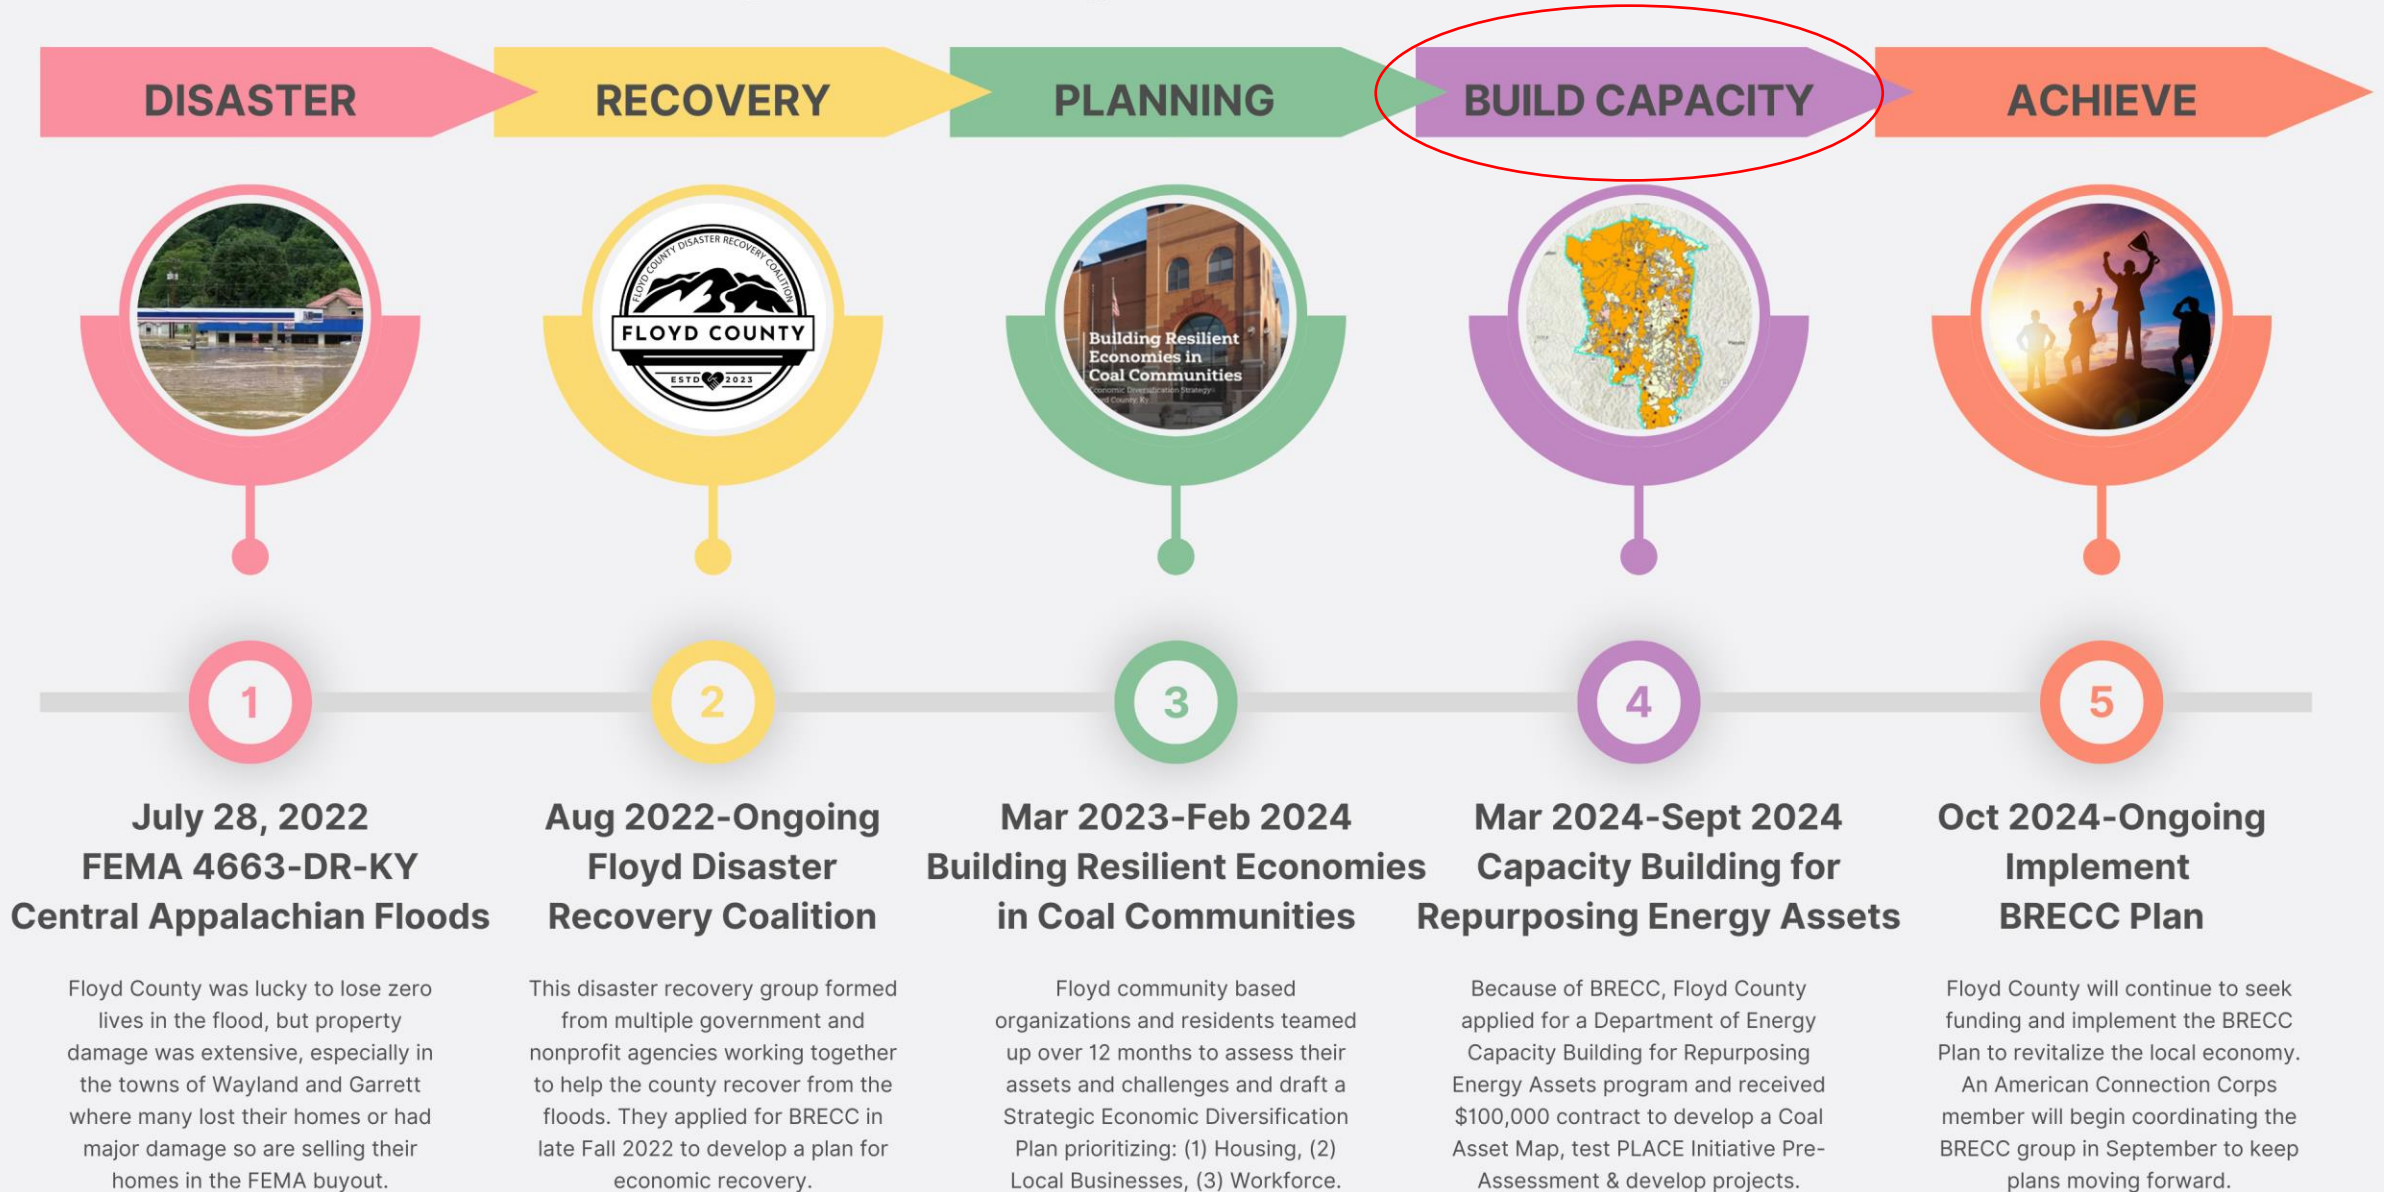 DISASTER
RECOVERY
PLANNING
BUILD CAPACITY
ACHIEVE
FLOYD COUNTY DISASTER RECOVERY COALITION
FLOYD COUNTY
ESTD 2023
Building Resilient
Economies in
Coal Communities
Economic Diversification Strategy
County, Ky
1
2
3
4
5
July 28, 2022
FEMA 4663-DR-KY
Central Appalachian Floods
Floyd County was lucky to lose zero
lives in the flood, but property
damage was extensive, especially in
the towns of Wayland and Garrett
where many lost their homes or had
major damage so are selling their
homes in the FEMA buyout.
Aug 2022-Ongoing
Floyd Disaster
Recovery Coalition
This disaster recovery group formed
from multiple government and
nonprofit agencies working together
to help the county recover from the
floods. They applied for BRECC in
late Fall 2022 to develop a plan for
economic recovery.
Mar 2023-Feb 2024
Building Resilient Economies
in Coal Communities
Floyd community based
organizations and residents teamed
up over 12 months to assess their
assets and challenges and draft a
Strategic Economic Diversification
Plan prioritizing: (1) Housing, (2)
Local Businesses, (3) Workforce.
Mar 2024-Sept 2024
Capacity Building for
Repurposing Energy Assets
Because of BRECC, Floyd County
applied for a Department of Energy
Capacity Building for Repurposing
Energy Assets program and received
$100,000 contract to develop a Coal
Asset Map, test PLACE Initiative Pre-
Assessment & develop projects.
Oct 2024-Ongoing
Implement
BRECC Plan
Floyd County will continue to seek
funding and implement the BRECC
Plan to revitalize the local economy.
An American Connection Corps
member will begin coordinating the
BRECC group in September to keep
plans moving forward.